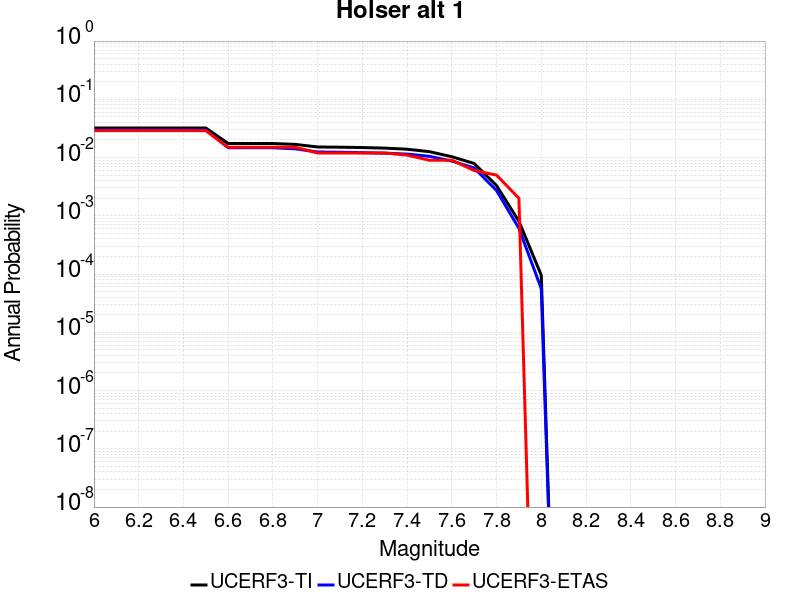 Holser alt 1
10^0
10^-1
10^-2
10^-3
10^-4
10^-5
10^-6
10^-7
10^-8
Annual Probability
6 6.2 6.4 6.6 6.8 7 7.2 7.4 7.6 7.8 8 8.2 8.4 8.6 8.8 9
Magnitude
UCERF3-TI UCERF3-TD UCERF3-ETAS